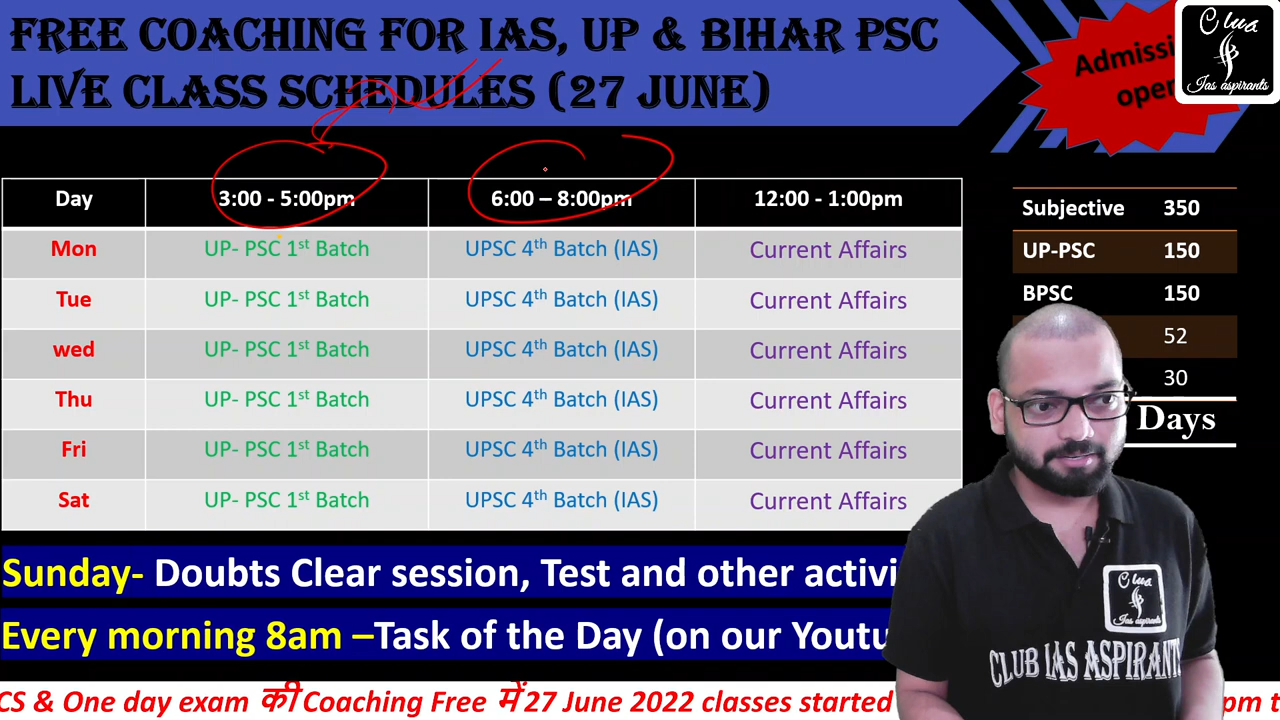 FREE COACHING FOR IAS, UP & BIHAR PSC
LIVE CLASS SCHEDULES (27 JUNE)
Club
Ias aspirants
Day 3:00 - 5:00pm 6:00 – 8:00pm 12:00 - 1:00pm
Mon UP- PSC 1st Batch UPSC 4th Batch (IAS) Current Affairs
Tue UP- PSC 1st Batch UPSC 4th Batch (IAS) Current Affairs
wed UP- PSC 1st Batch UPSC 4th Batch (IAS) Current Affairs
Thu UP- PSC 1st Batch UPSC 4th Batch (IAS) Current Affairs
Fri UP- PSC 1st Batch UPSC 4th Batch (IAS) Current Affairs
Sat UP- PSC 1st Batch UPSC 4th Batch (IAS) Current Affairs
Subjective 350
UP-PSC 150
BPSC 150
52
30
Days
Sunday- Doubts Clear session, Test and other
Every morning 8am –Task of the Day (on our
Club
Ias aspirants
CLUB IAS ASPIRANTS
& One day exam की Coaching Free में 27 June 2022 classes started